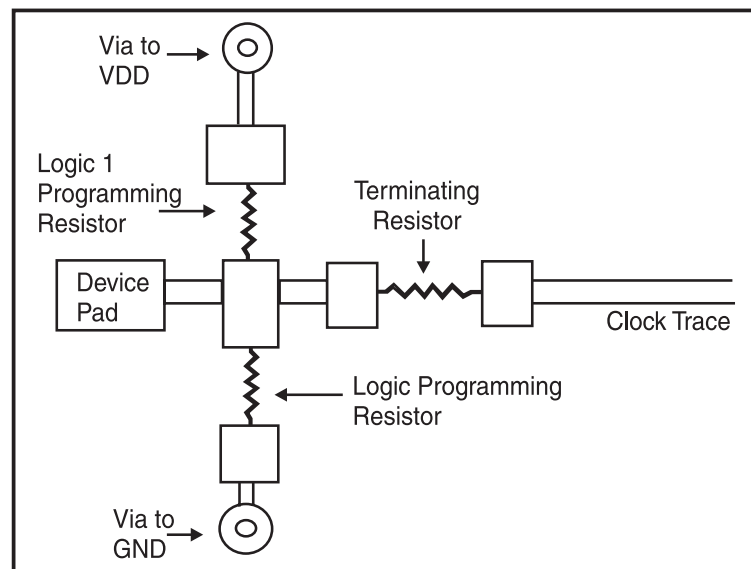 Via to
VDD
Logic 1
Programming
Resistor
Terminating
Resistor
Device
Pad
Clock Trace
Logic Programming
Resistor
Via to
GND